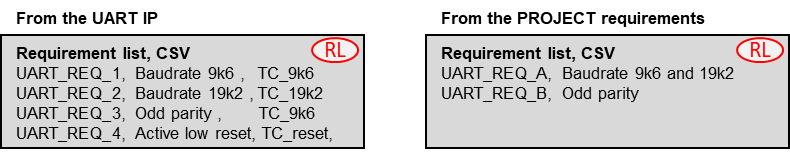 From the UART IP
Requirement list, CSV RL
UART_REQ_1, Baudrate 9k6 , TC_9k6
UART_REQ_2, Baudrate 19k2 , TC_19k2
UART_REQ_3, Odd parity , TC_9k6
UART_REQ_4, Active low reset, TC_reset,
From the PROJECT requirements
Requirement list, CSV RL
UART_REQ_A, Baudrate 9k6 and 19k2
UART_REQ_B, Odd parity